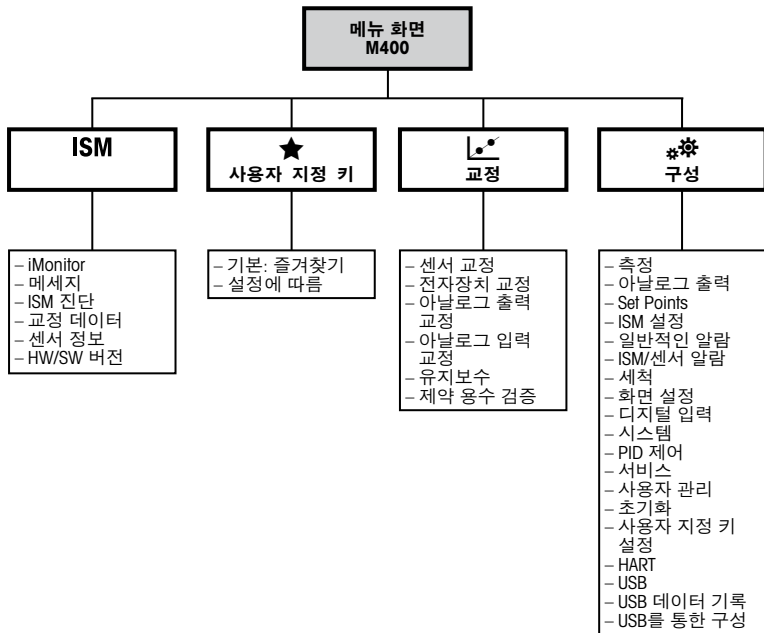 메뉴 화면
M400
ISM
사용자 지정 키
교정
구성
– iMonitor
– 메세지
– ISM 진단
– 교정 데이터
– 센서 정보
– HW/SW 버전
– 기본: 즐겨찾기
– 설정에 따름
– 센서 교정
– 전자장치 교정
– 아날로그 출력
교정
– 아날로그 입력
교정
– 유지보수
– 제약 용수 검증
– 측정
– 아날로그 출력
– Set Points
– ISM 설정
– 일반적인 알람
– ISM/센서 알람
– 세척
– 화면 설정
– 디지털 입력
– 시스템
– PID 제어
– 서비스
– 사용자 관리
– 초기화
– 사용자 지정 키
설정
– HART
– USB
– USB 데이터 기록
– USB를 통한 구성